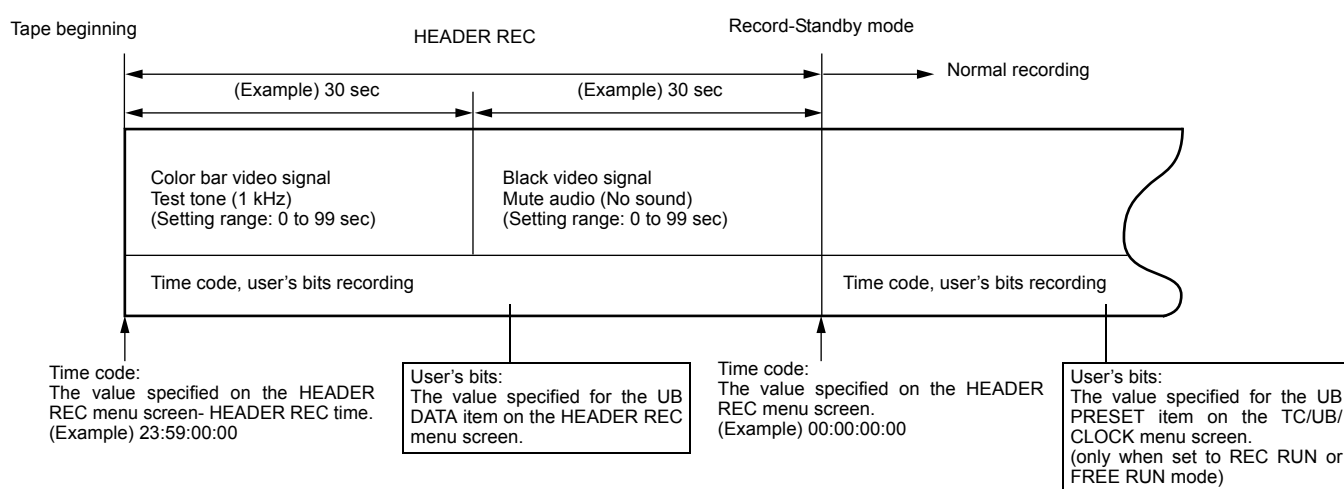 Tape beginning
HEADER REC
Record-Standby mode
Normal recording
(Example) 30 sec
(Example) 30 sec
Color bar video signal
Test tone (1 kHz)
(Setting range: 0 to 99 sec)
Black video signal
Mute audio (No sound)
(Setting range: 0 to 99 sec)
Time code, user's bits recording
Time code, user's bits recording
Time code:
The value specified on the HEADER
REC menu screen- HEADER REC time.
(Example) 23:59:00:00
User's bits:
The value specified for the UB
DATA item on the HEADER REC
menu screen.
Time code:
The value specified on the HEADER
REC menu screen.
(Example) 00:00:00:00
User's bits:
The value specified for the UB
PRESET item on the TC/UB/
CLOCK menu screen.
(only when set to REC RUN or
FREE RUN mode)